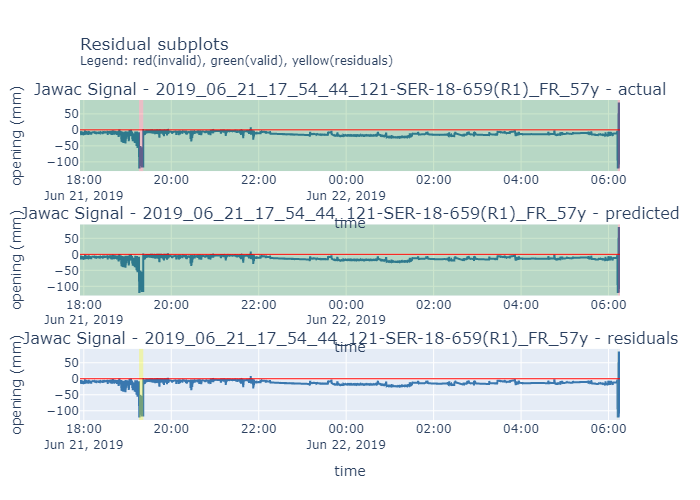 Residual subplots
Legend: red(invalid), green(valid), yellow(residuals)
Jawac Signal - 2019_06_21_17_54_44_121-SER-18-659(R1)_FR_57y - actual
opening (mm)
50
0
−50
−100
18:00 20:00 22:00 00:00 02:00 04:00 06:00
Jun 21, 2019 Jun 22, 2019
time
Jawac Signal - 2019_06_21_17_54_44_121-SER-18-659(R1)_FR_57y - predicted
opening (mm)
50
0
−50
−100
18:00 20:00 22:00 00:00 02:00 04:00 06:00
Jun 21, 2019 Jun 22, 2019
time
Jawac Signal - 2019_06_21_17_54_44_121-SER-18-659(R1)_FR_57y - residuals
opening (mm)
50
0
−50
−100
18:00 20:00 22:00 00:00 02:00 04:00 06:00
Jun 21, 2019 Jun 22, 2019
time